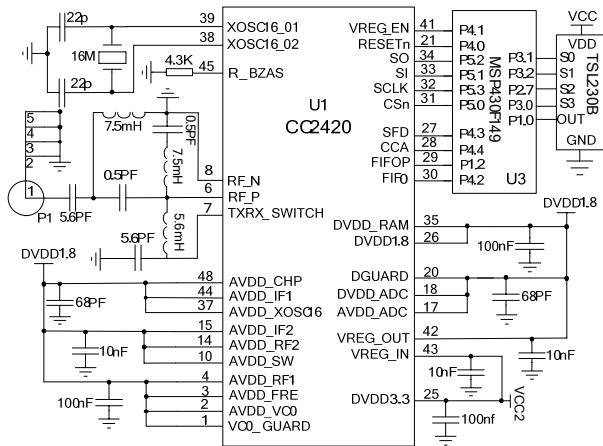 22p
39
XOSC16_01
16M
38
XOSC16_02
22p
4.3K
45
R_BZAS
U1
CC2420
5
4
3
2
1
P1
7.5mH
0.5PF
7.5mH
0.5PF
5.6PF
5.6mH
5.6PF
8
RF_N
6
RF_P
7
TXRX_SWITCH
DVDD1.8
68PF
48
AVDD_CHP
44
AVDD_IF1
37
AVDD_XOSC16
15
AVDD_IF2
14
AVDD_RF2
10
AVDD_SW
10nF
4
AVDD_RF1
3
AVDD_FRE
2
AVDD_VC0
1
VC0_GUARD
100nF
VREG_EN
41
P4.1
RESETn
21
P4.0
SO
34
P5.2
SI
33
P5.1
SCLK
32
P5.3
CSn
31
P5.0
SFD
27
P4.3
CCA
28
P4.4
FIFOP
29
P1.2
FIF0
30
P4.2
MSP430F149
U3
P3.1
P3.2
P2.7
P3.0
P1.0
VCC
VDD
S0
S1
S2
S3
OUT
GND
TSL230B
DVDD1.8
DVDD_RAM
35
DVDD1.8
26
100nF
DGUARD
20
DVDD_ADC
18
AVDD_ADC
17
68PF
VREG_OUT
42
VREG_IN
43
10nF
10nF
DVDD3.3
25
VCC2
100nf